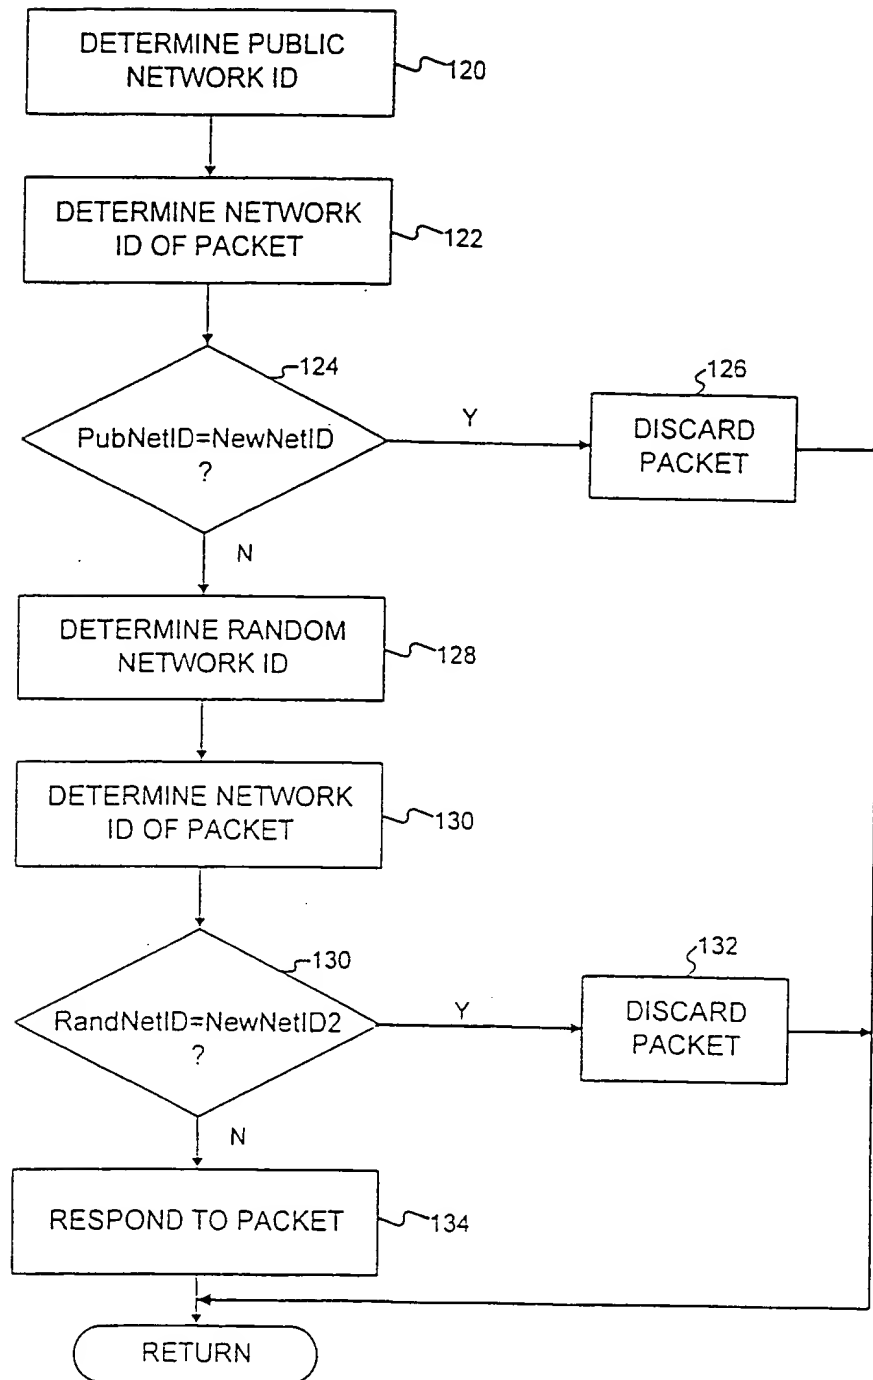 DETERMINE PUBLIC
NETWORK ID
120
DETERMINE NETWORK
ID OF PACKET
122
124
PubNetID=NewNetID
?
Y
126
DISCARD
PACKET
N
DETERMINE RANDOM
NETWORK ID
128
DETERMINE NETWORK
ID OF PACKET
130
130
RandNetID=NewNetID2
?
Y
132
DISCARD
PACKET
N
RESPOND TO PACKET
134
RETURN